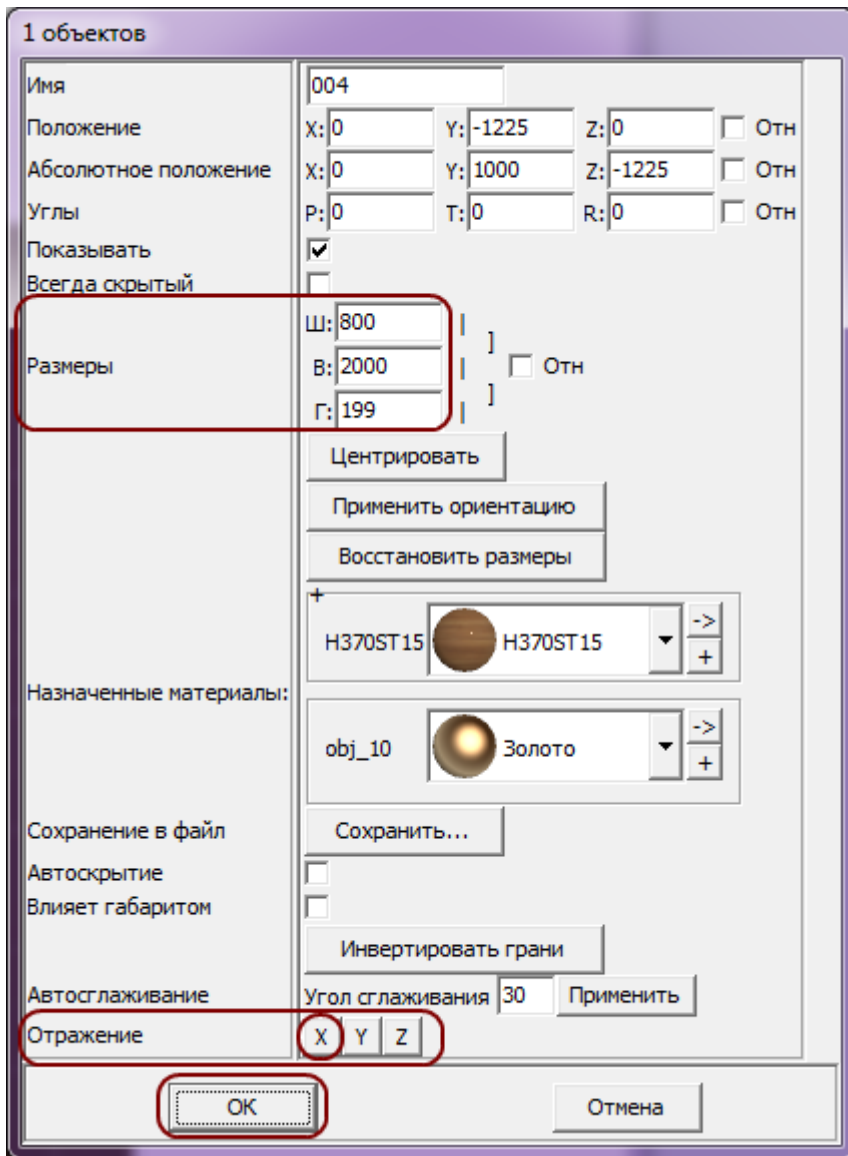 1 объектов
Имя 004
Положение X: 0 Y: -1225 Z: 0 Отн
Абсолютное положение X: 0 Y: 1000 Z: -1225 Отн
Углы P: 0 T: 0 R: 0 Отн
Показывать
Всегда скрытый
Ш: 800 |
]
Размеры В: 2000 | Отн
]
Г: 199 |
Центрировать
Применить ориентацию
Восстановить размеры
+
H370ST15 H370ST15 ->
+
Назначенные материалы:
obj_10 Золото ->
+
Сохранение в файл Сохранить...
Автоскрытие
Влияет габаритом
Инвертировать грани
Автосглаживание Угол сглаживания 30 Применить
Отражение X Y Z
OK Отмена